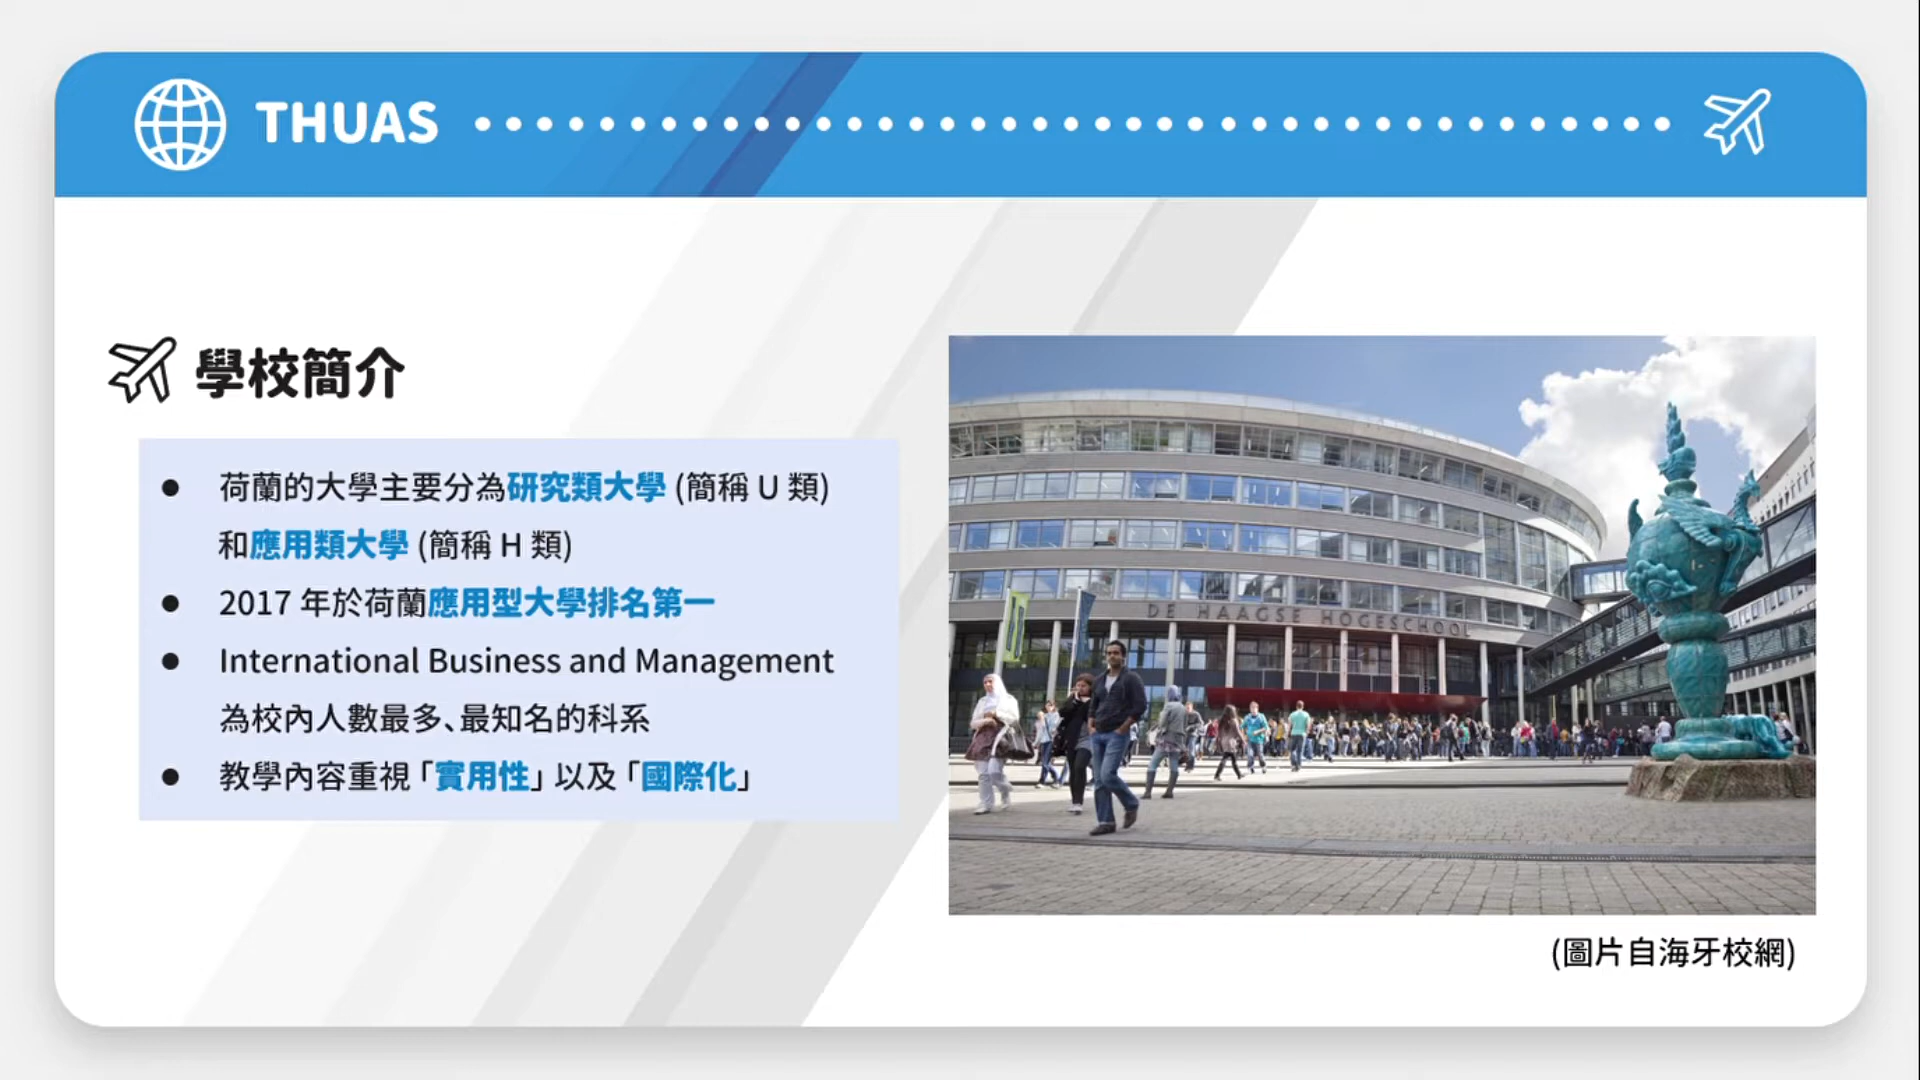 THUAS
學校簡介
● 荷蘭的大學主要分為研究類大學 (簡稱 U 類)
和應用類大學 (簡稱 H 類)
● 2017 年於荷蘭應用型大學排名第一
● International Business and Management
為校內人數最多、最知名的科系
● 教學內容重視「實用性」以及「國際化」
DE HAAGSE HOGESCHOOL
(圖片自海牙校網)